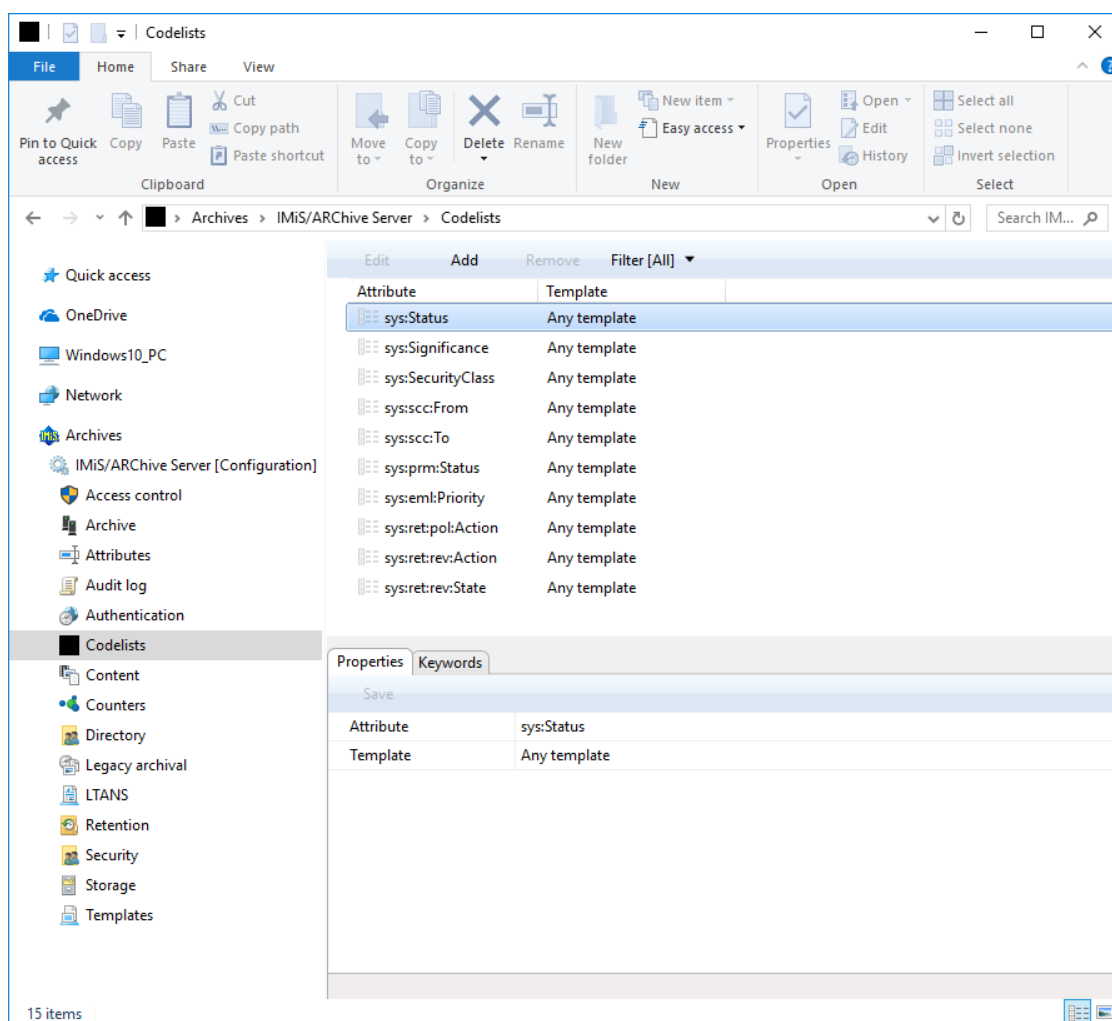 Codelists
File Home Share View
Pin to Quick access Copy Paste Cut Copy path Paste shortcut
Move to Copy to Delete Rename New folder New item Easy access
Properties Open Edit History Select all Select none Invert selection
Clipboard Organize New Open Select
Archives > IMiS/ARChive Server > Codelists Search IM...
Quick access
OneDrive
Windows10_PC
Network
Archives
IMiS/ARChive Server [Configuration]
Access control
Archive
Attributes
Audit log
Authentication
Codelists
Content
Counters
Directory
Legacy archival
LTANS
Retention
Security
Storage
Templates
Edit Add Remove Filter [All]
Attribute Template
sys:Status Any template
sys:Significance Any template
sys:SecurityClass Any template
sys:scc:From Any template
sys:scc:To Any template
sys:prm:Status Any template
sys:eml:Priority Any template
sys:ret:pol:Action Any template
sys:ret:rev:Action Any template
sys:ret:rev:State Any template
Properties Keywords
Save
Attribute sys:Status
Template Any template
15 items